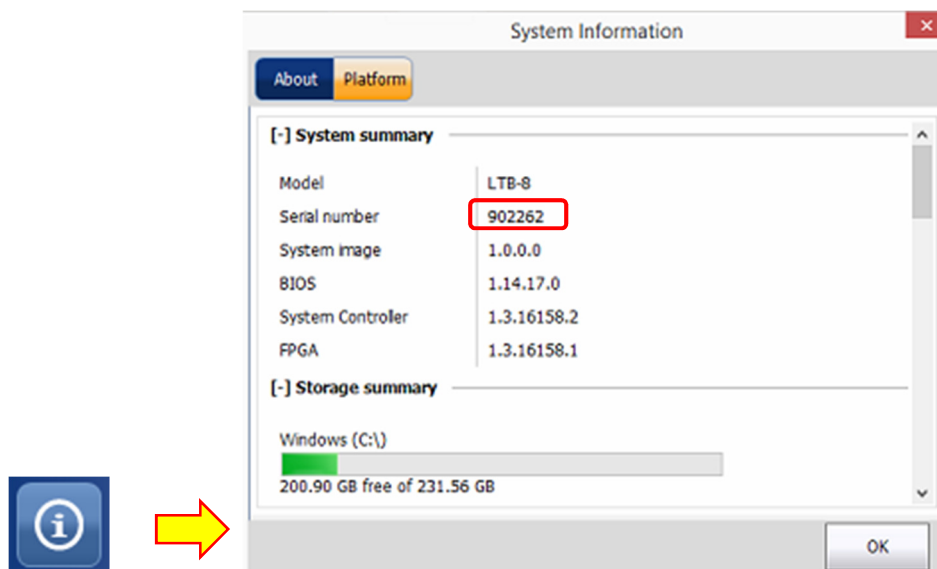 System Information
About Platform
[-] System summary
Model LTB-8
Serial number 902262
System image 1.0.0.0
BIOS 1.14.17.0
System Controller 1.3.16158.2
FPGA 1.3.16158.1
[-] Storage summary
Windows (C:\)
200.90 GB free of 231.56 GB
OK